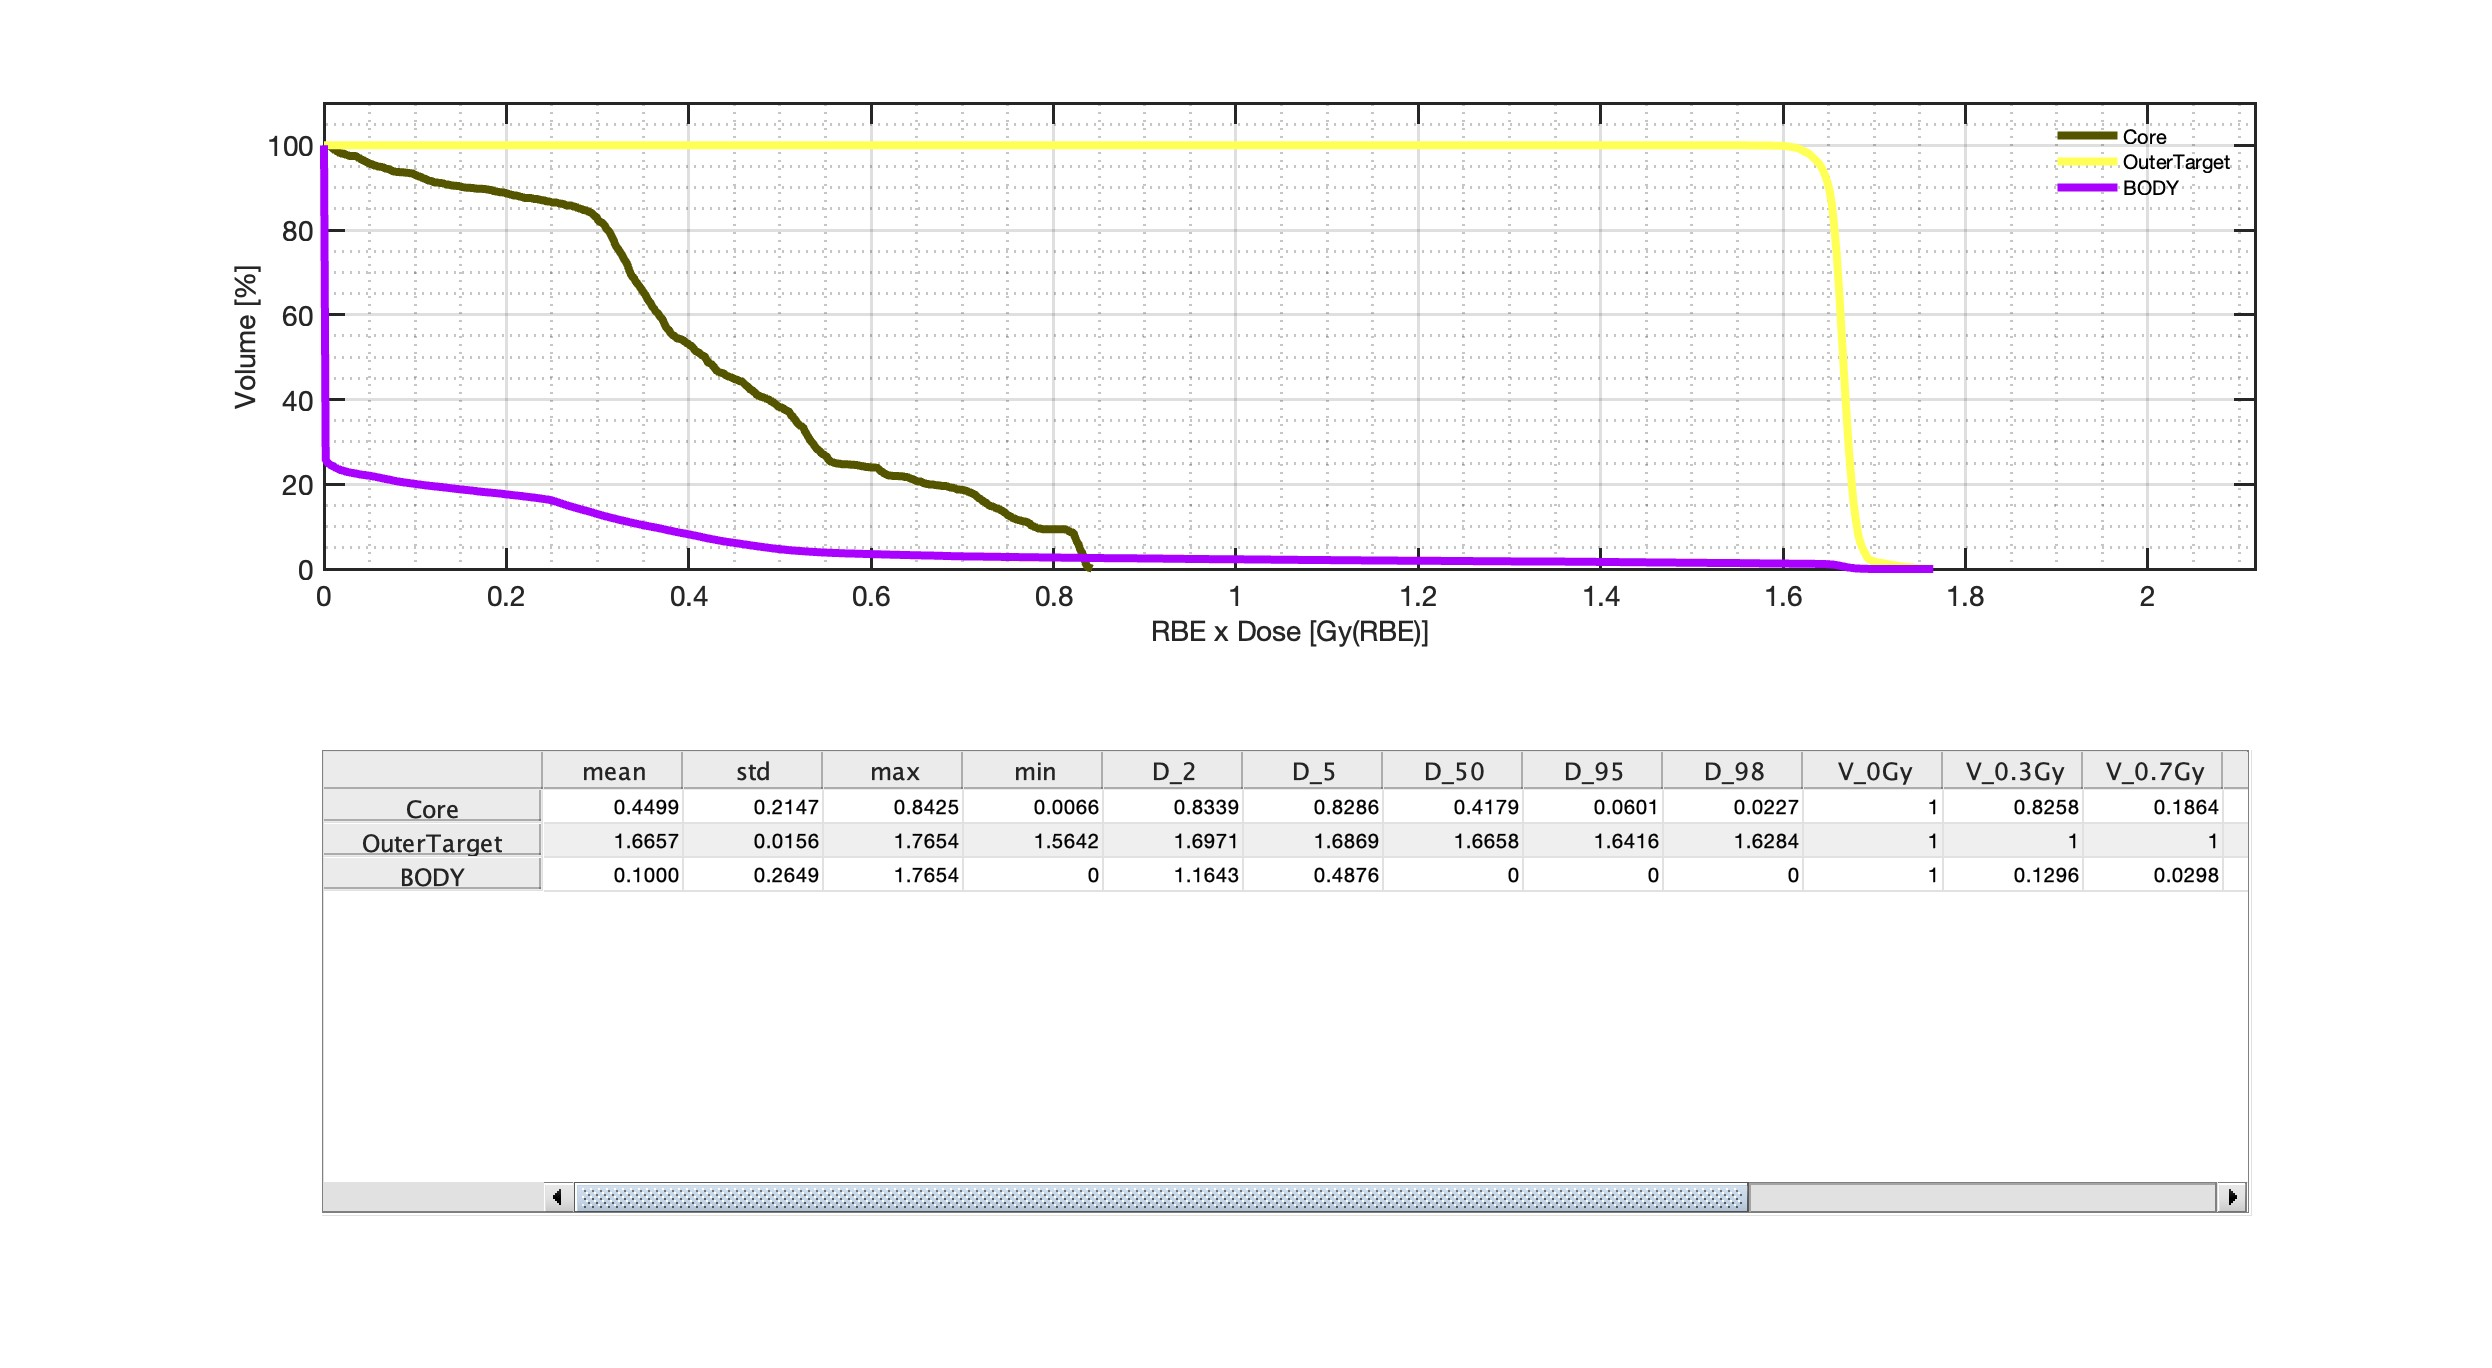 Core
OuterTarget
BODY
100
80
60
40
20
0
Volume [%]
0 0.2 0.4 0.6 0.8 1 1.2 1.4 1.6 1.8 2
RBE x Dose [Gy(RBE)]
mean std max min D_2 D_5 D_50 D_95 D_98 V_0Gy V_0.3Gy V_0.7Gy
Core 0.4499 0.2147 0.8425 0.0066 0.8339 0.8286 0.4179 0.0601 0.0227 1 0.8258 0.1864
OuterTarget 1.6657 0.0156 1.7654 1.5642 1.6971 1.6869 1.6658 1.6416 1.6284 1 1 1
BODY 0.1000 0.2649 1.7654 0 1.1643 0.4876 0 0 0 1 0.1296 0.0298